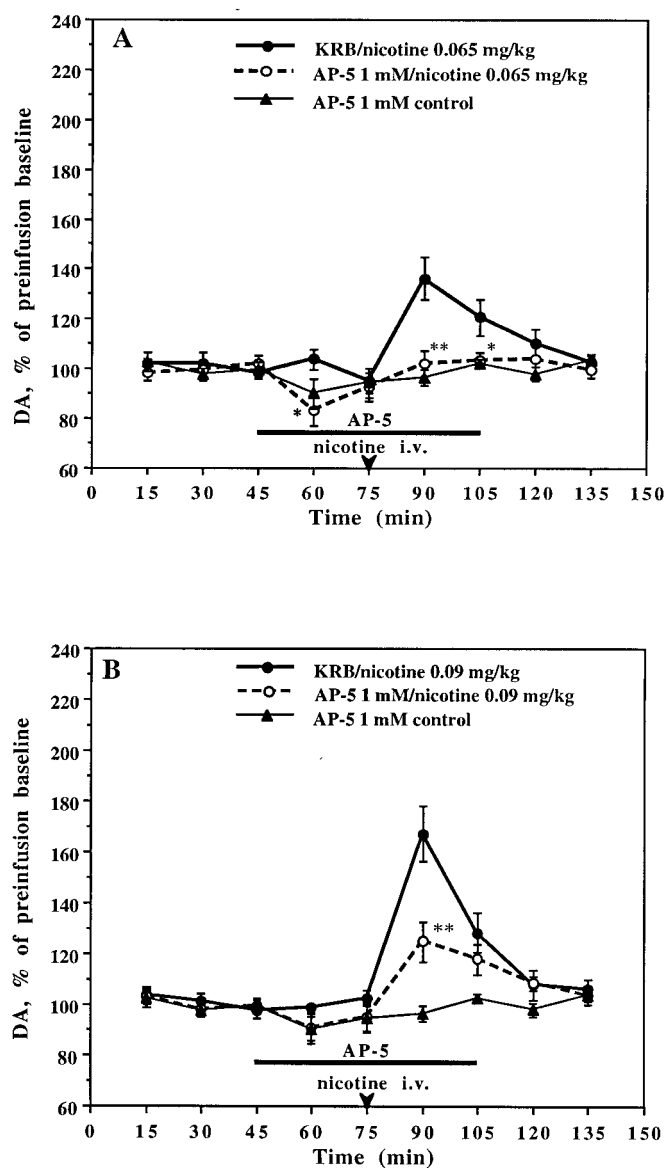 A
KRB/nicotine 0.065 mg/kg
AP-5 1 mM/nicotine 0.065 mg/kg
AP-5 1 mM control
DA, % of preinfusion baseline
240
220
200
180
160
140
120
100
80
60
**
*
*
AP-5
nicotine i.v.
0 15 30 45 60 75 90 105 120 135 150
Time (min)
B
KRB/nicotine 0.09 mg/kg
AP-5 1 mM/nicotine 0.09 mg/kg
AP-5 1 mM control
DA, % of preinfusion baseline
240
220
200
180
160
140
120
100
80
60
**
AP-5
nicotine i.v.
0 15 30 45 60 75 90 105 120 135 150
Time (min)